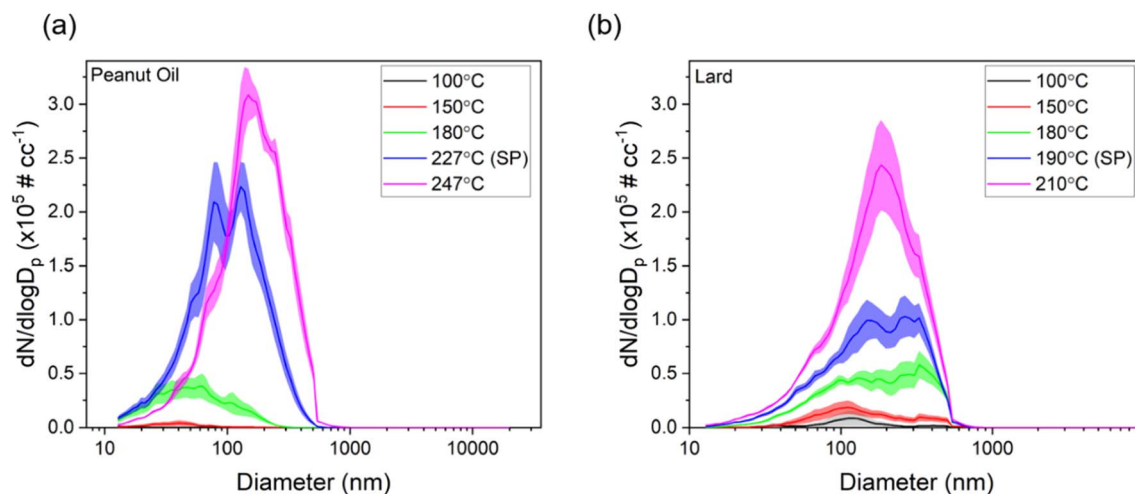 (a)
Peanut Oil
100°C
150°C
180°C
227°C (SP)
247°C
dN/dlogDp (x10⁵ # cc⁻¹)
3.0
2.5
2.0
1.5
1.0
0.5
0.0
10 100 1000 10000
Diameter (nm)
(b)
Lard
100°C
150°C
180°C
190°C (SP)
210°C
dN/dlogDp (x10⁵ # cc⁻¹)
3.0
2.5
2.0
1.5
1.0
0.5
0.0
10 100 1000
Diameter (nm)